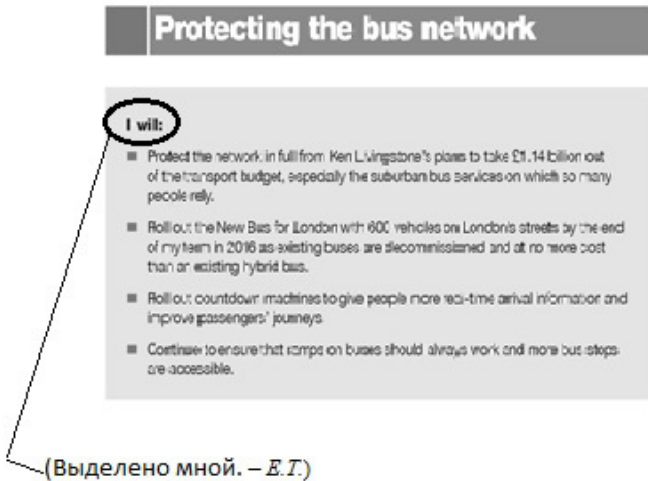 Protecting the bus network
I will:
Protect the network in full from Ken Livingstone's plans to take £1.14 billion out
of the transport budget, especially the suburban bus services on which so many
people rely.
Roll out the New Bus for London with 600 vehicles on London's streets by the end
of my term in 2016 as existing buses are decommissioned and at no more cost
than an existing hybrid bus.
Roll out countdown machines to give people more real-time arrival information and
improve passengers' journeys.
Continue to ensure that ramps on buses should always work and more bus stops
are accessible.
(Выделено мной. – Е.Т.)